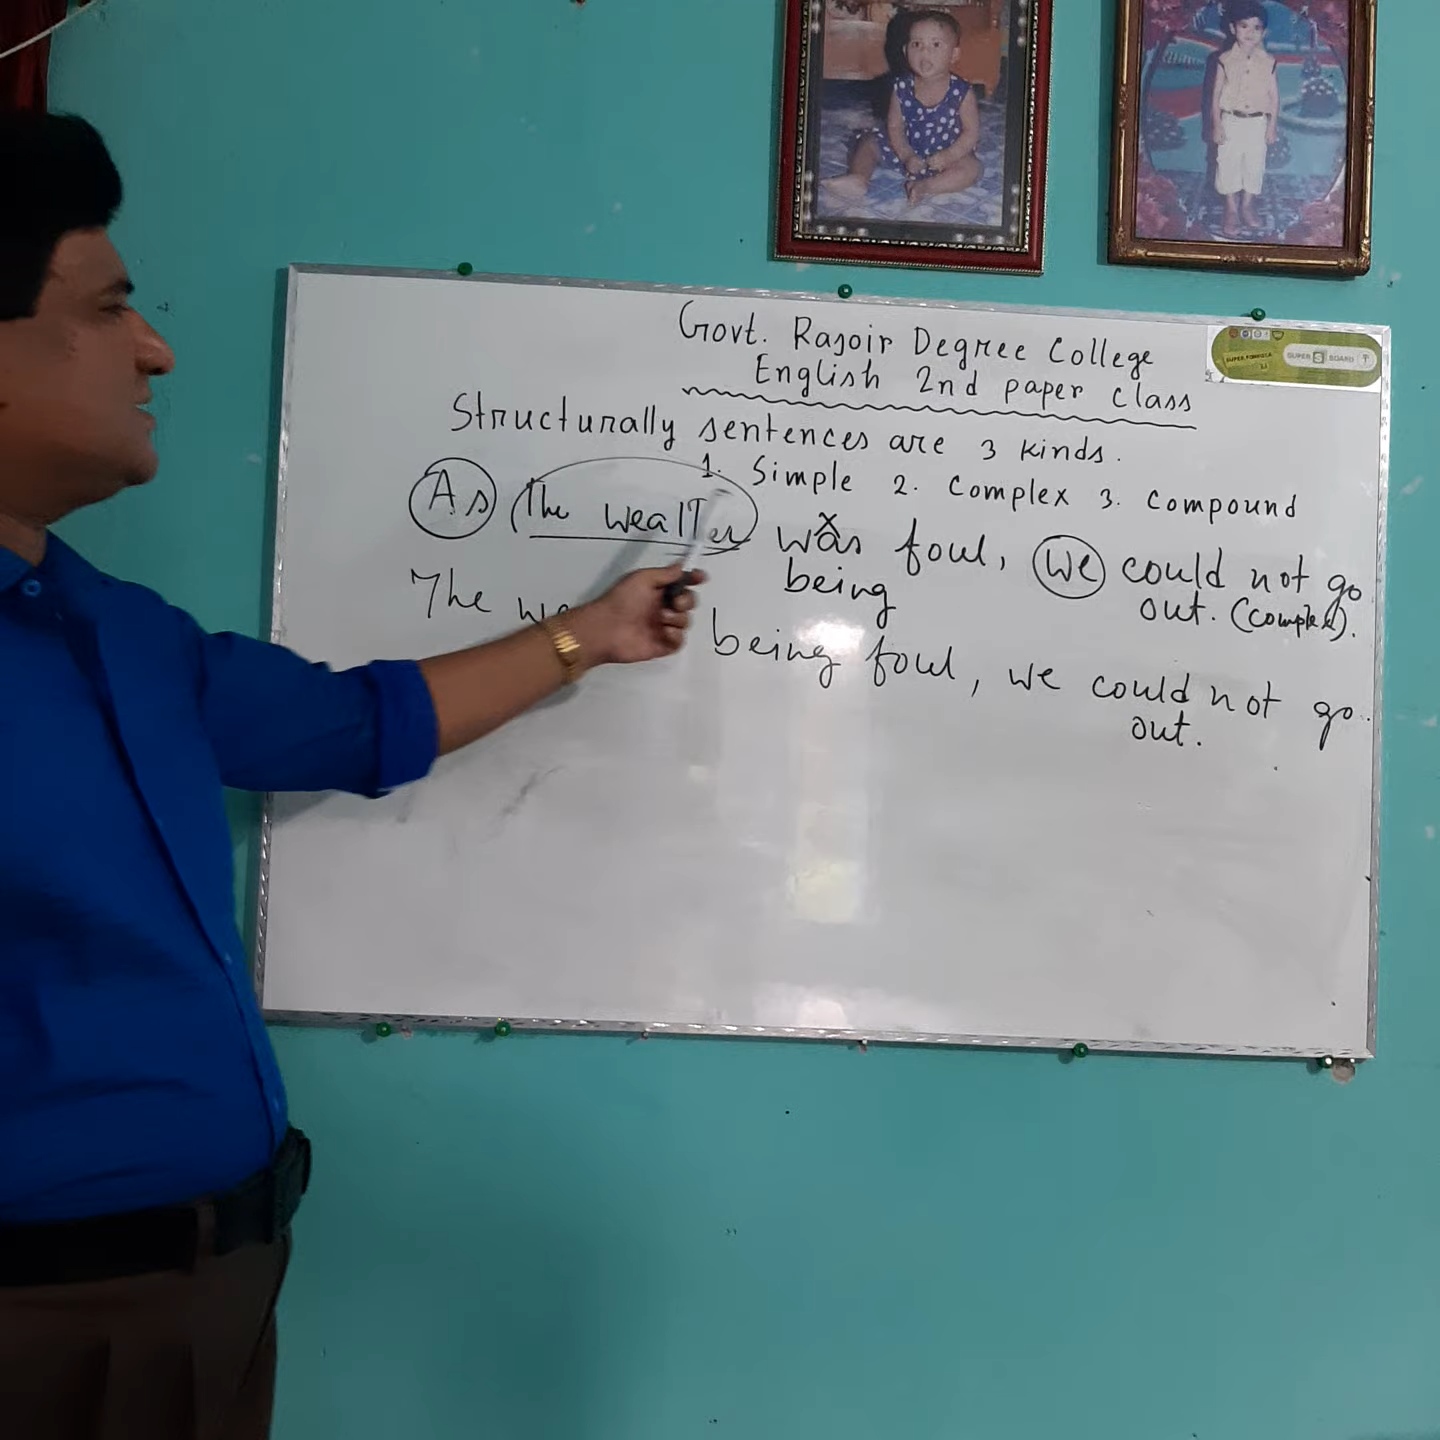 Govt. Rajoir Degree College
English 2nd paper class
Structurally sentences are 3 kinds.
1. Simple 2. Complex 3. Compound
As the weather was foul, we could not go
being
out. (complex).
The being foul, we could not go
out.
SUPER S BOARD